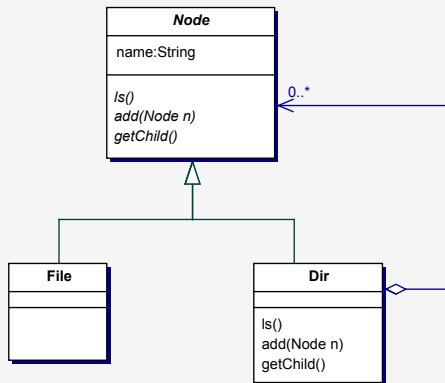 Node
name:String
ls()
add(Node n)
getChild()
0..*
File
Dir
ls()
add(Node n)
getChild()